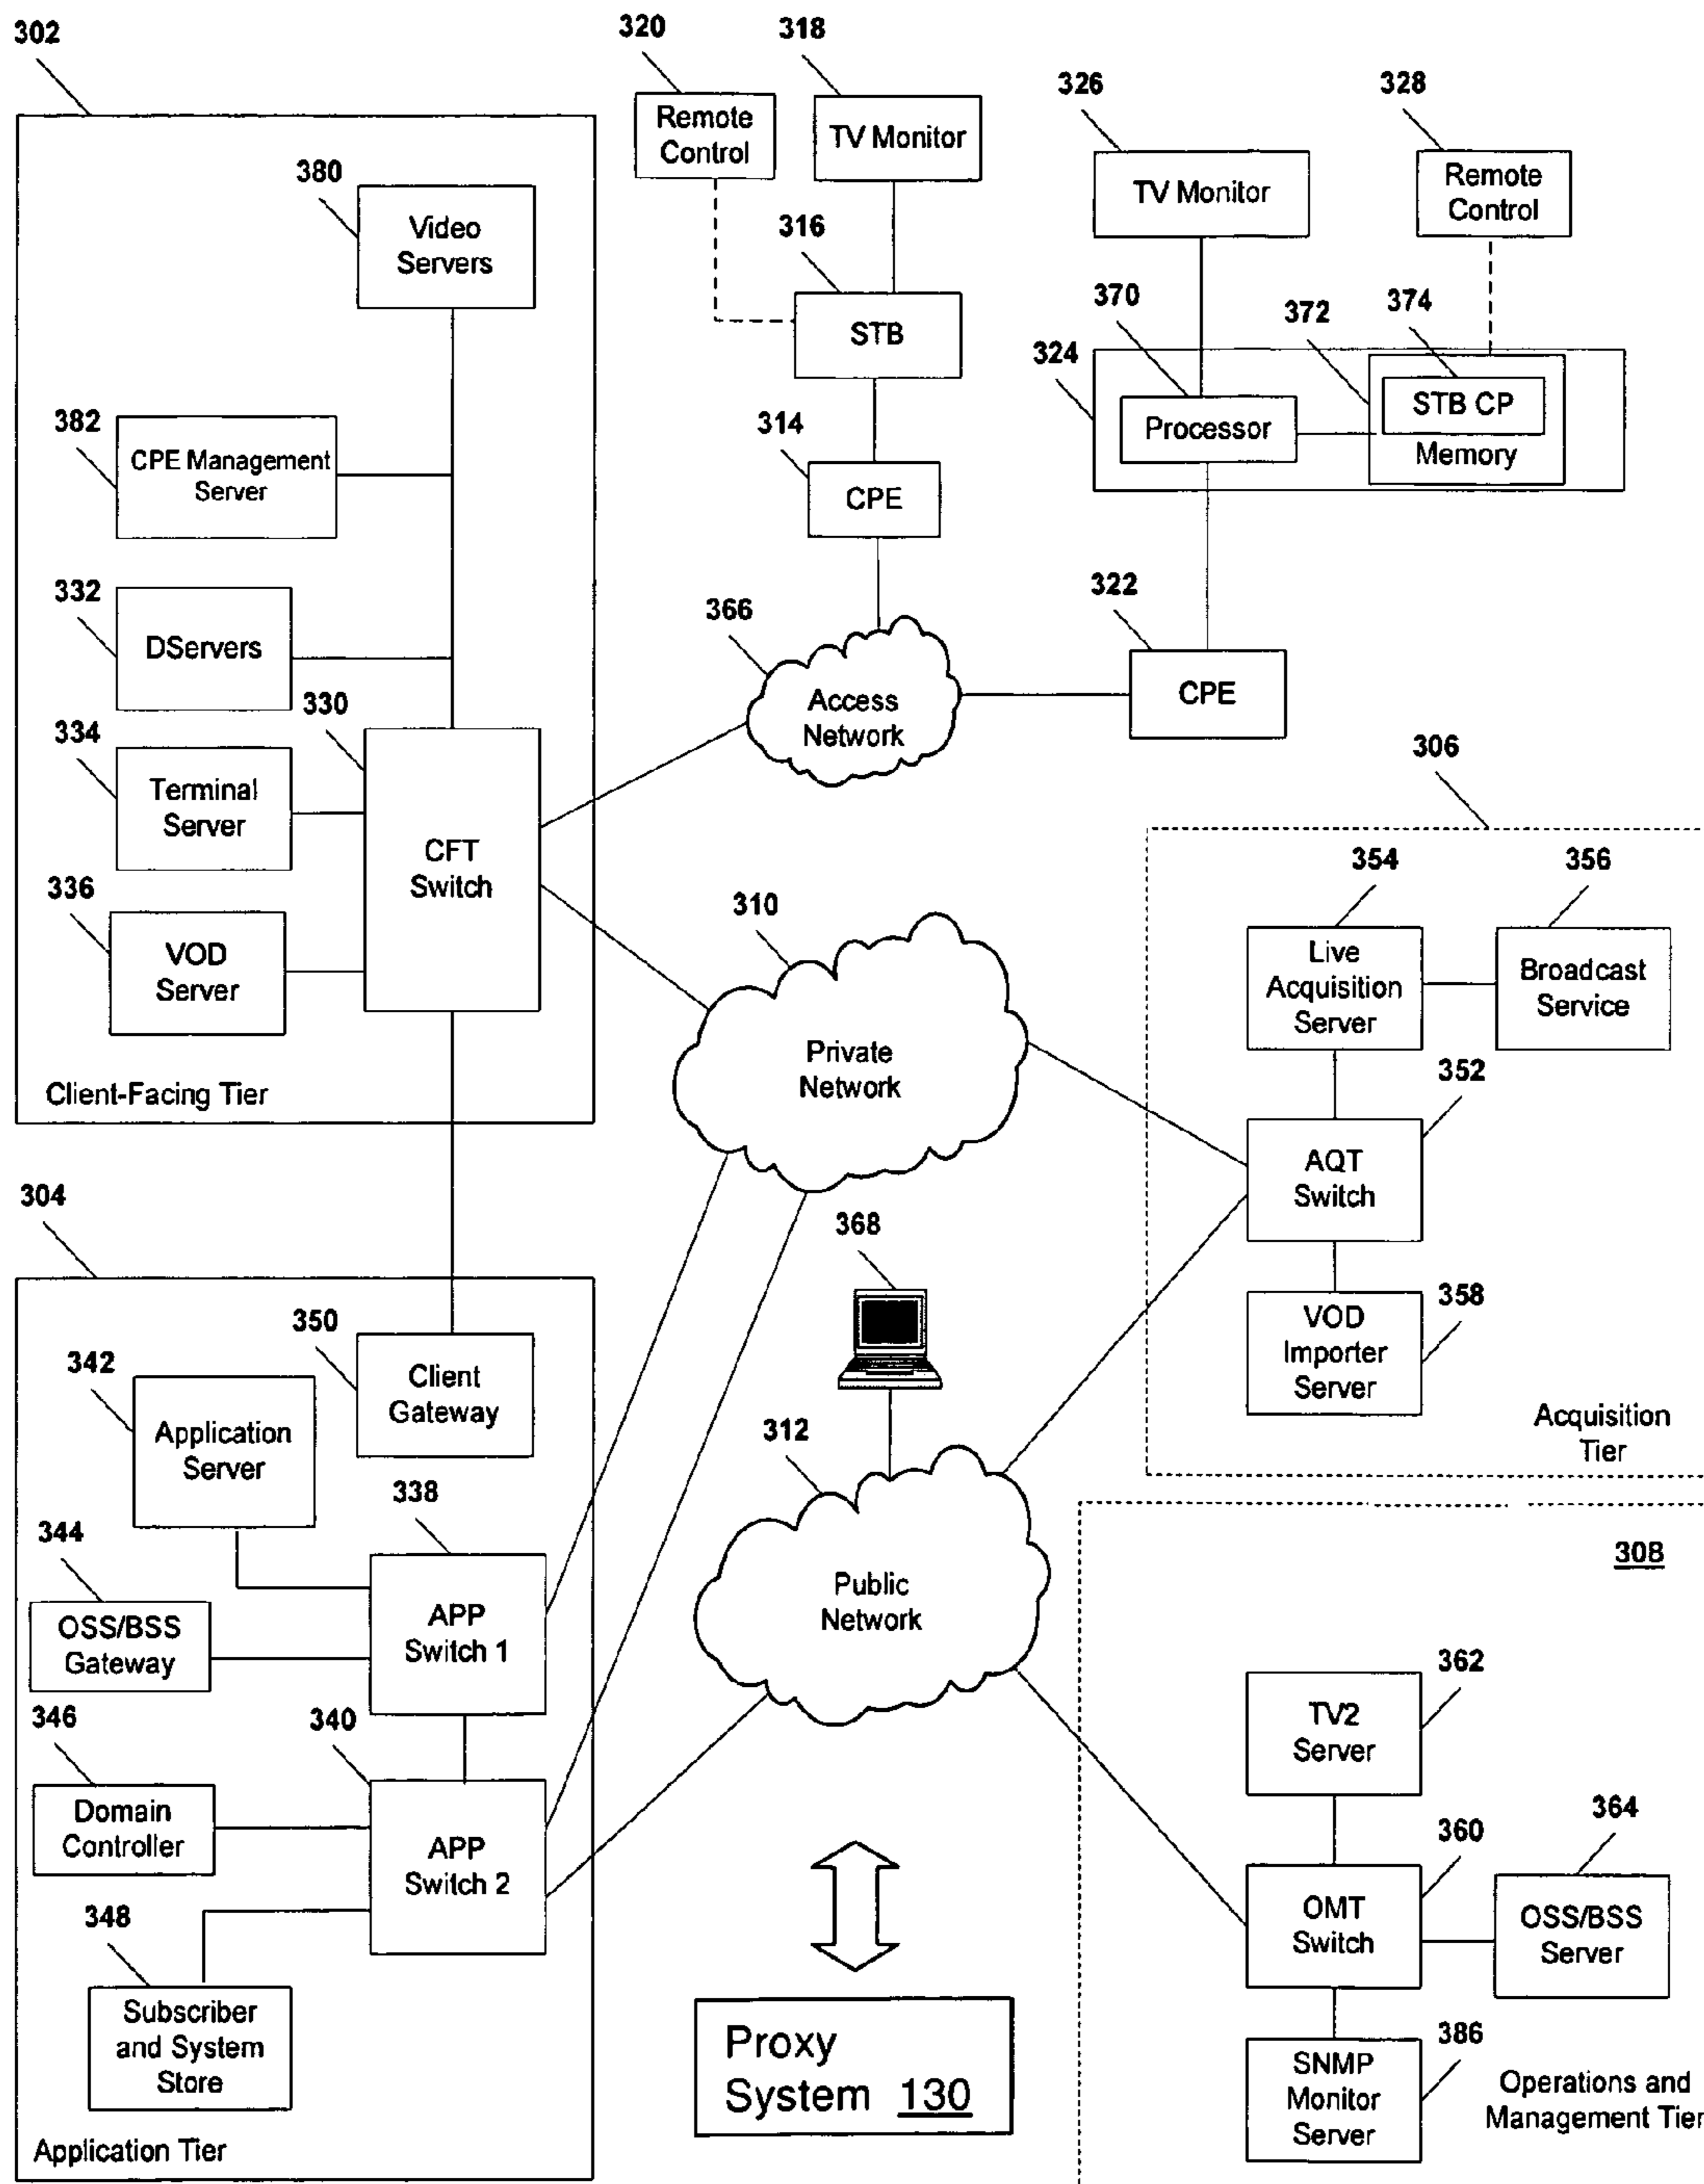 302
320
318
326
328
Remote
Control
TV Monitor
TV Monitor
Remote
Control
380
Video
Servers
316
STB
370
372
374
324
STB CP
Processor
Memory
382
CPE Management
Server
314
CPE
332
DServers
366
Access
Network
322
CPE
330
334
Terminal
Server
CFT
Switch
336
VOD
Server
Client-Facing Tier
306
354
356
Live
Acquisition
Server
Broadcast
Service
310
Private
Network
352
AQT
Switch
358
VOD
Importer
Server
Acquisition
Tier
304
368
350
Client
Gateway
342
Application
Server
312
Public
Network
338
344
OSS/BSS
Gateway
APP
Switch 1
346
340
Domain
Controller
APP
Switch 2
348
Subscriber
and System
Store
Application Tier
Proxy
System 130
308
362
TV2
Server
360
364
OMT
Switch
OSS/BSS
Server
386
SNMP
Monitor
Server
Operations and
Management Tier